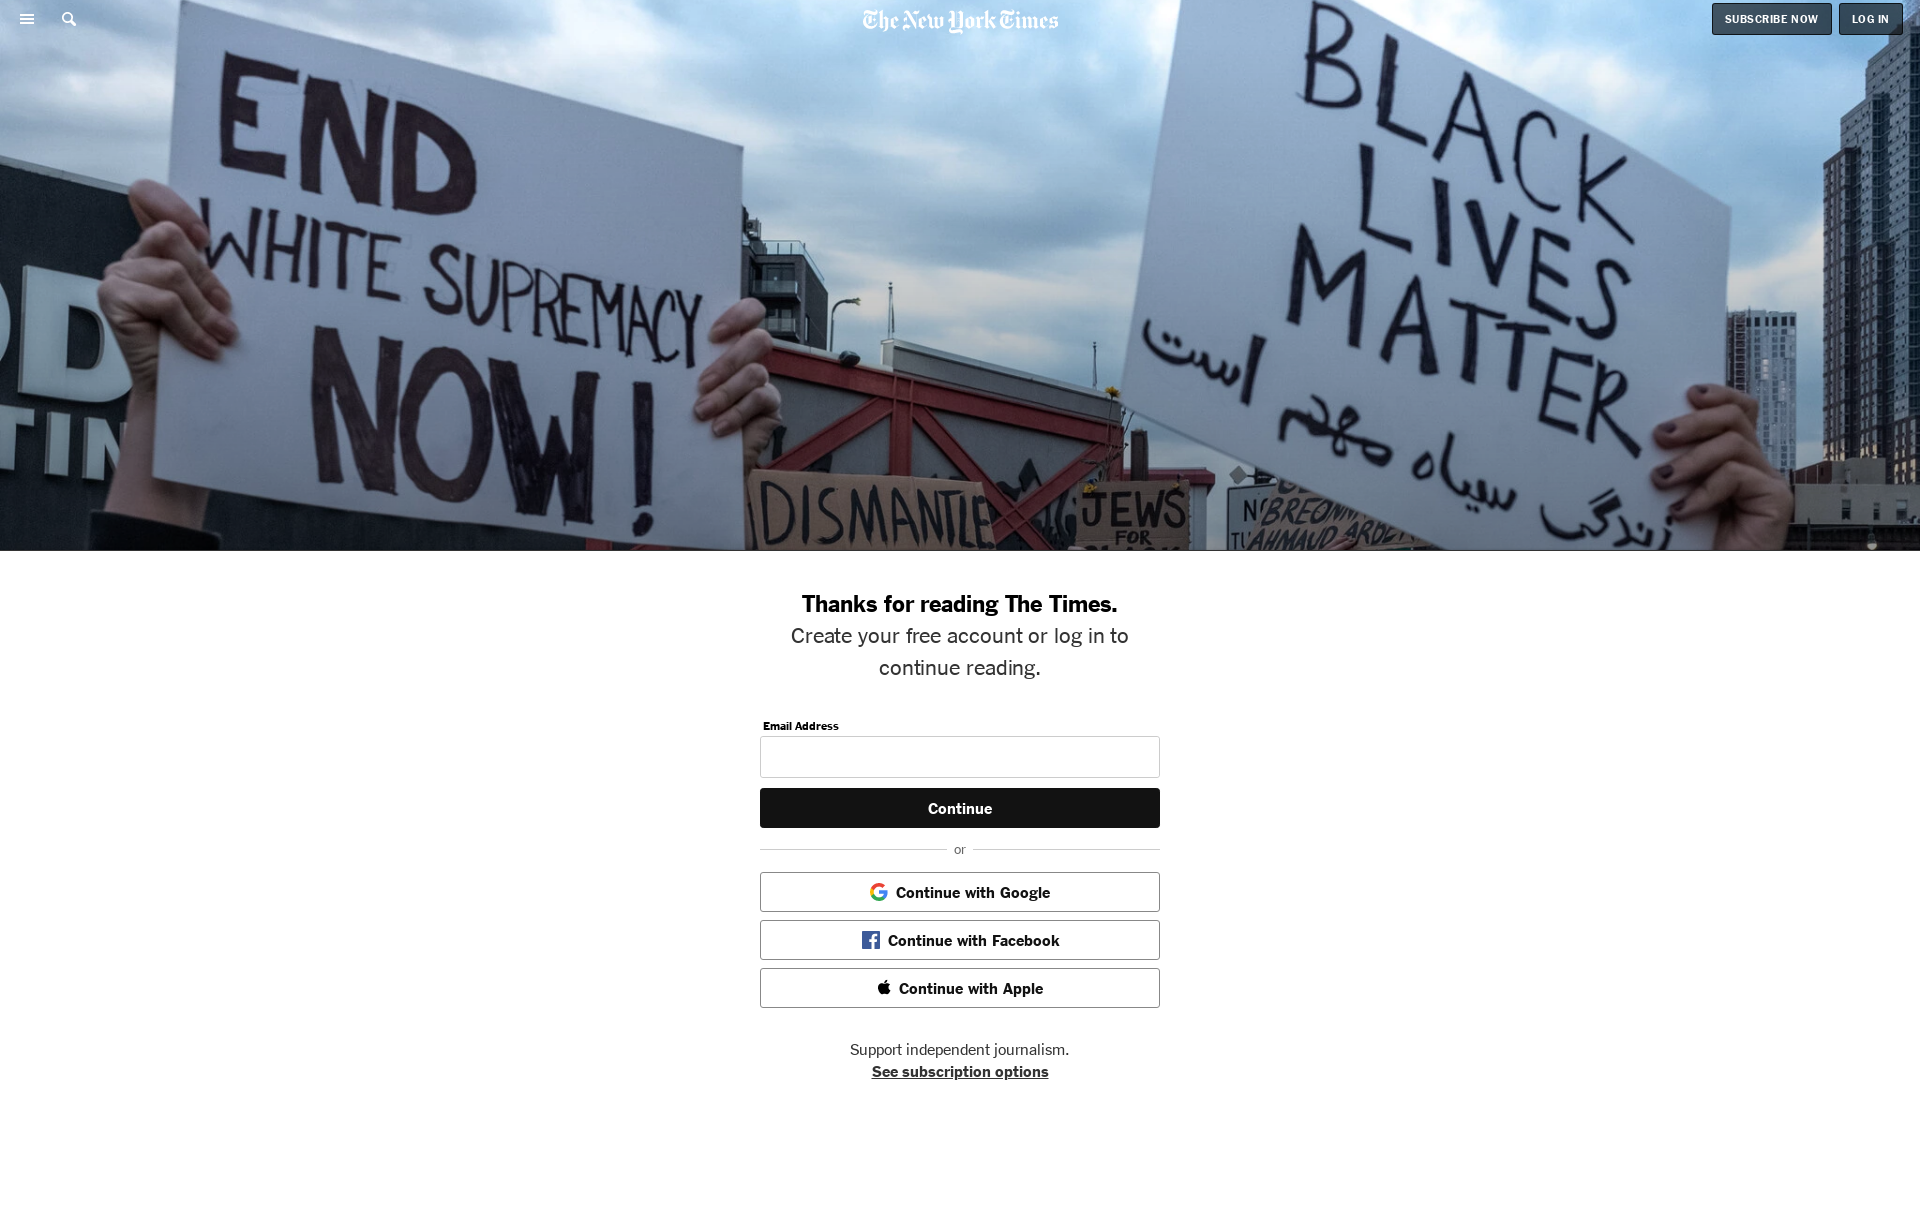 The New York Times
SUBSCRIBE NOW
LOG IN
END
WHITE SUPREMACY
NOW!
BLACK
LIVES
MATTER
زندگی سیاه مهم است
DISMANTLE
JEWS
FOR
BREONNA
AHMAUD ARBERY
Thanks for reading The Times.
Create your free account or log in to
continue reading.
Email Address
Continue
or
Continue with Google
Continue with Facebook
Continue with Apple
Support independent journalism.
See subscription options